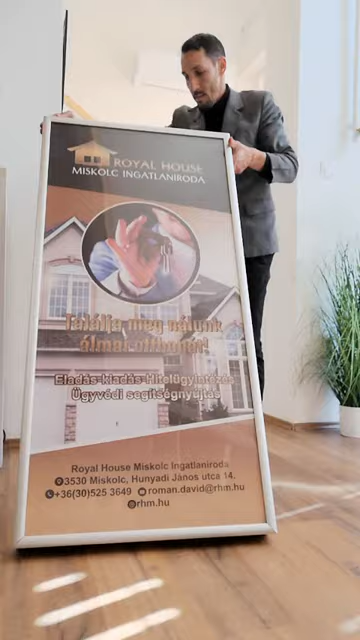 ROYAL HOUSE
MISKOLC INGATLANIRODA
Találja meg nálunk
álmai otthonát!
Eladás-kiadás-Hitelügyintézés
Ügyvédi segítségnyújtás
Royal House Miskolc Ingatlaniroda
3530 Miskolc, Hunyadi János utca 14.
+36(30)525 3649 roman.david@rhm.hu
@rhm.hu